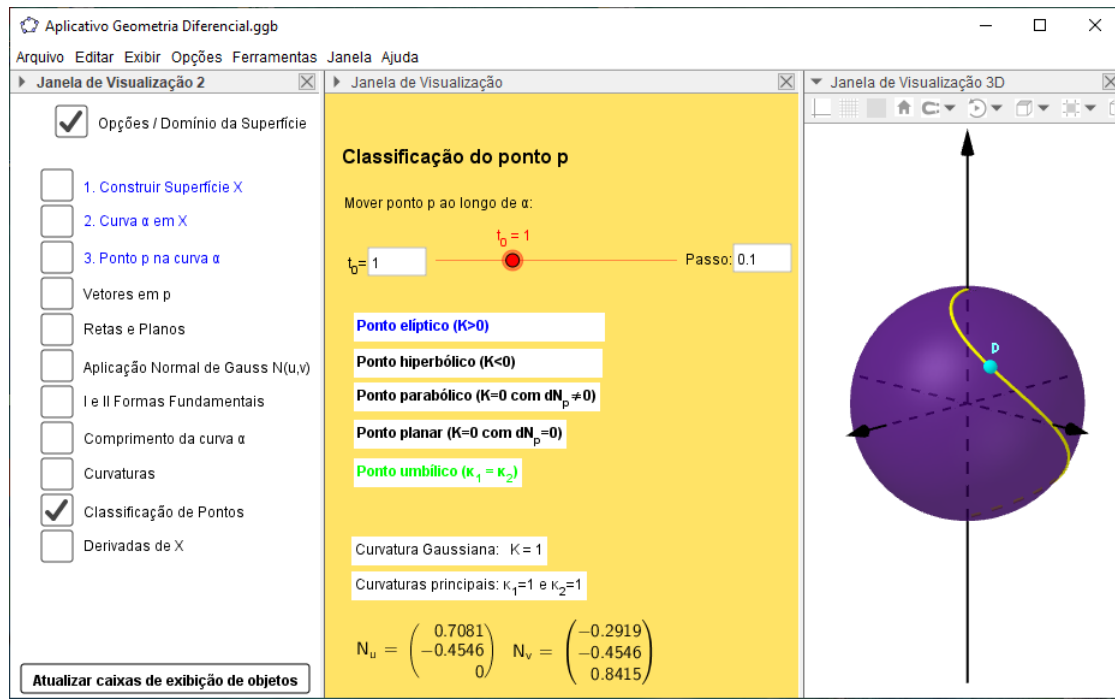 Aplicativo Geometria Diferencial.ggb
Arquivo Editar Exibir Opções Ferramentas Janela Ajuda
Janela de Visualização 2
Opções / Domínio da Superfície
1. Construir Superfície X
2. Curva α em X
3. Ponto p na curva α
Vetores em p
Retas e Planos
Aplicação Normal de Gauss N(u,v)
I e II Formas Fundamentais
Comprimento da curva α
Curvaturas
Classificação de Pontos
Derivadas de X
Atualizar caixas de exibição de objetos
Janela de Visualização
Classificação do ponto p
Mover ponto p ao longo de α:
t₀ = 1
t₀= 1
Passo: 0.1
Ponto elíptico (K>0)
Ponto hiperbólico (K<0)
Ponto parabólico (K=0 com dNₚ ≠0)
Ponto planar (K=0 com dNₚ=0)
Ponto umbílico (κ₁ = κ₂)
Curvatura Gaussiana: K = 1
Curvaturas principais: κ₁=1 e κ₂=1
0.7081 −0.2919
Nᵤ = −0.4546 Nᵥ = −0.4546
0 0.8415
Janela de Visualização 3D
p